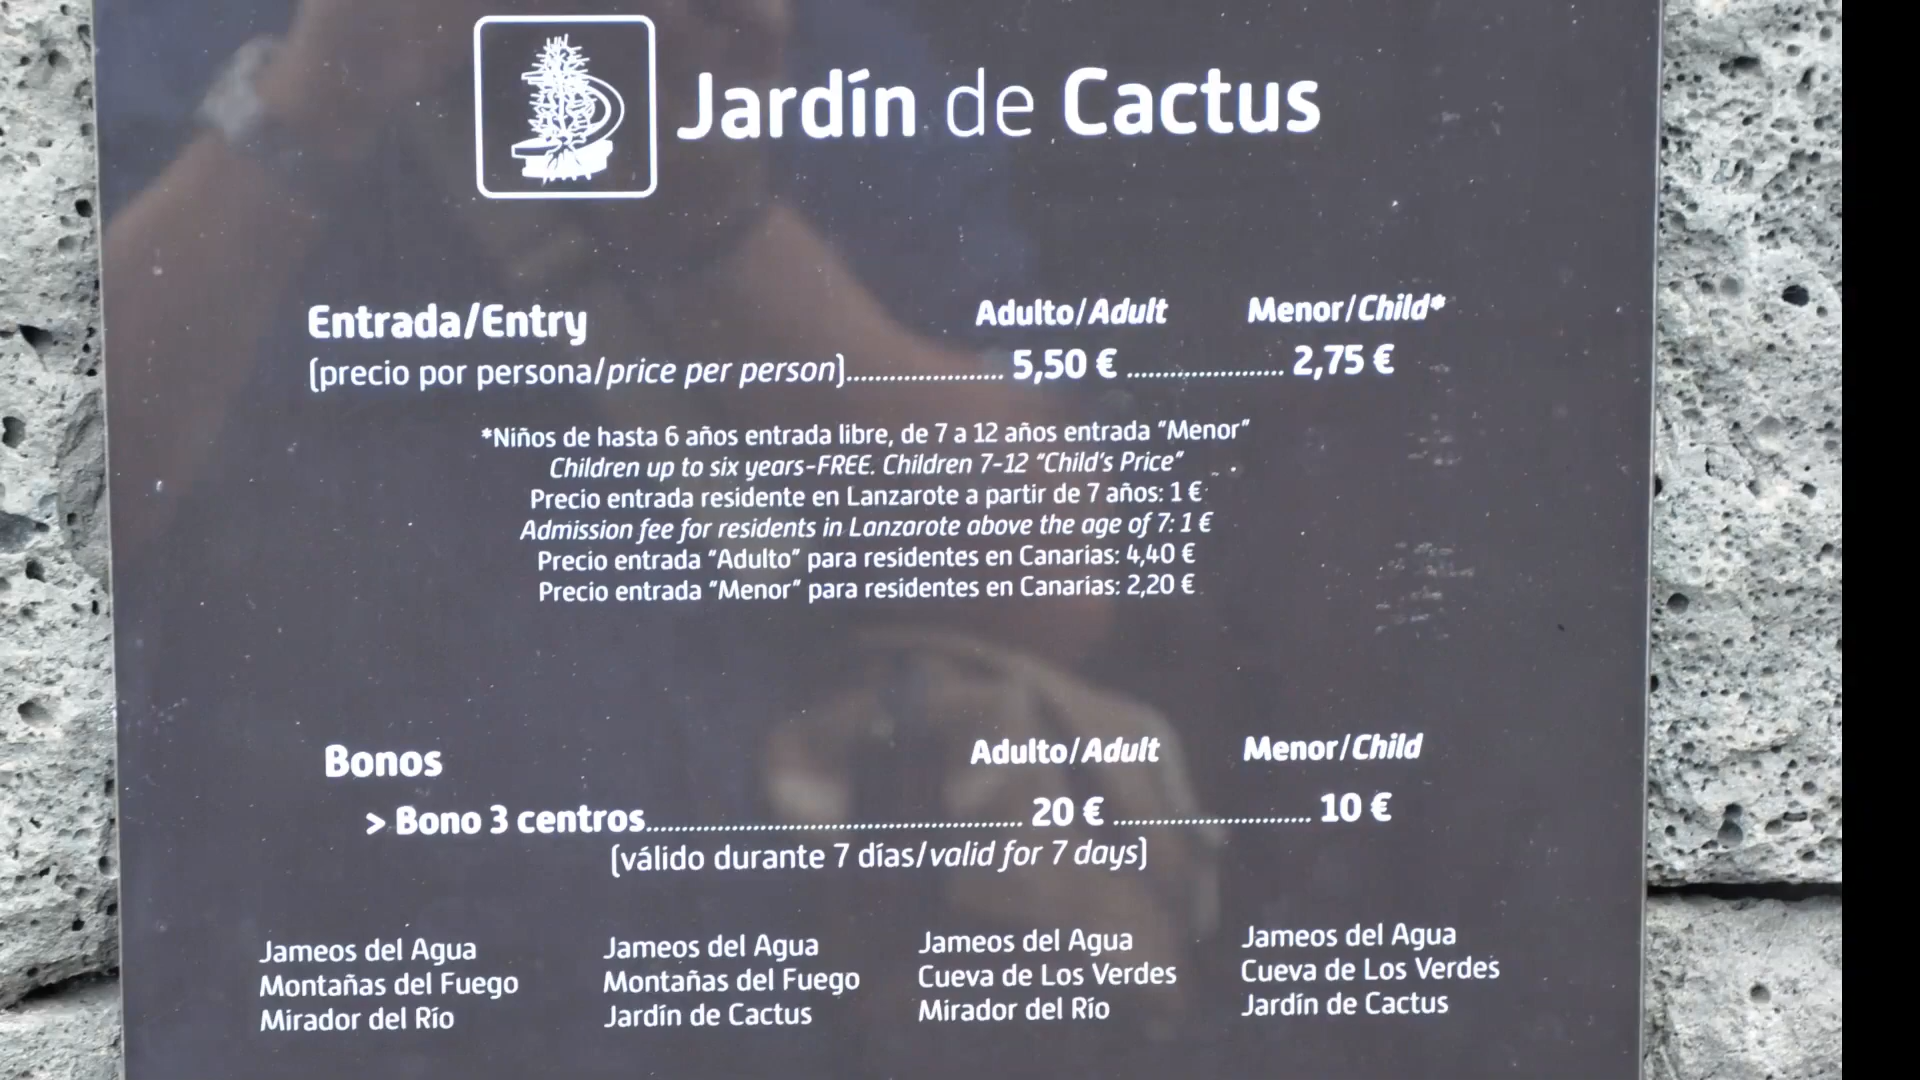 Jardín de Cactus
Entrada/Entry Adulto/Adult Menor/Child*
(precio por persona/price per person)..................... 5,50 € ..................... 2,75 €
*Niños de hasta 6 años entrada libre, de 7 a 12 años entrada "Menor"
Children up to six years-FREE. Children 7-12 "Child's Price"
Precio entrada residente en Lanzarote a partir de 7 años: 1 €
Admission fee for residents in Lanzarote above the age of 7: 1 €
Precio entrada "Adulto" para residentes en Canarias: 4,40 €
Precio entrada "Menor" para residentes en Canarias: 2,20 €
Bonos Adulto/Adult Menor/Child
> Bono 3 centros.................................................... 20 € ........................... 10 €
(válido durante 7 días/valid for 7 days)
Jameos del Agua Jameos del Agua Jameos del Agua Jameos del Agua
Montañas del Fuego Montañas del Fuego Cueva de Los Verdes Cueva de Los Verdes
Mirador del Río Jardín de Cactus Mirador del Río Jardín de Cactus